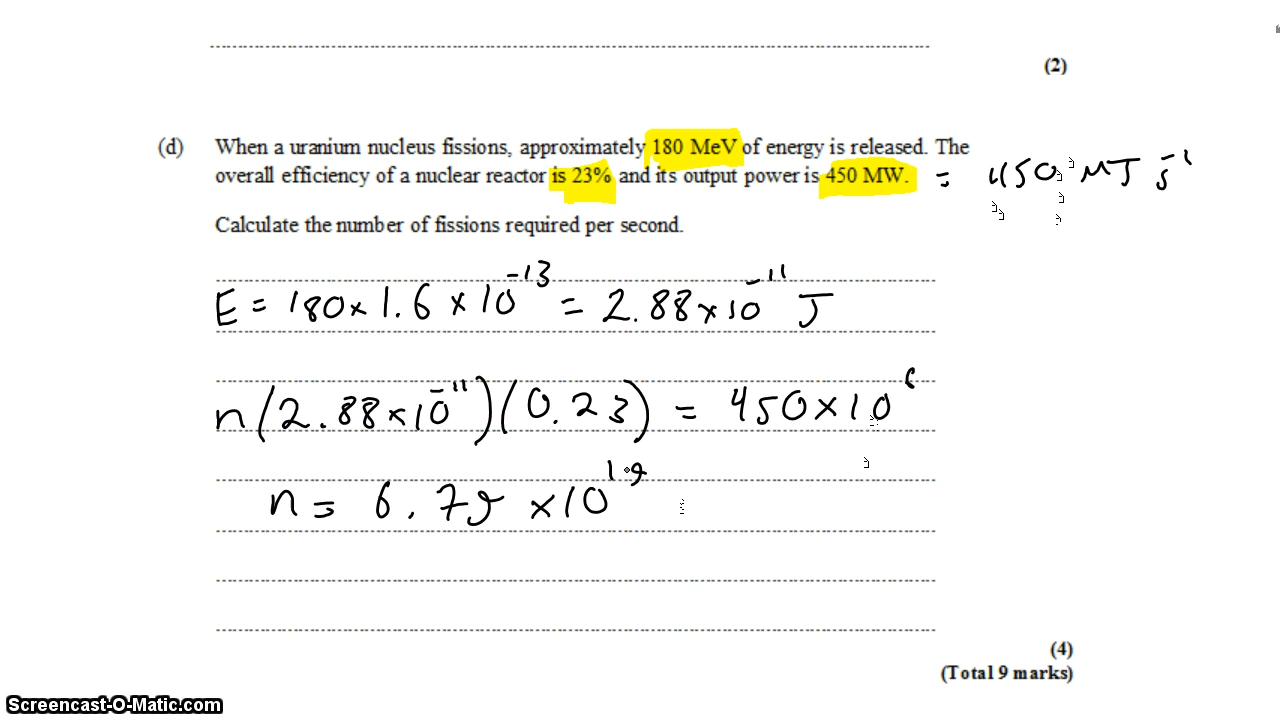 (2)
(d) When a uranium nucleus fissions, approximately 180 MeV of energy is released. The
overall efficiency of a nuclear reactor is 23% and its output power is 450 MW. = 450 MJ s⁻¹
Calculate the number of fissions required per second.
E = 180 × 1.6 × 10⁻¹³ = 2.88 × 10⁻¹¹ J
n(2.88 × 10⁻¹¹)(0.23) = 450 × 10⁶
n = 6.79 × 10¹⁹
(4)
(Total 9 marks)
Screencast-O-Matic.com